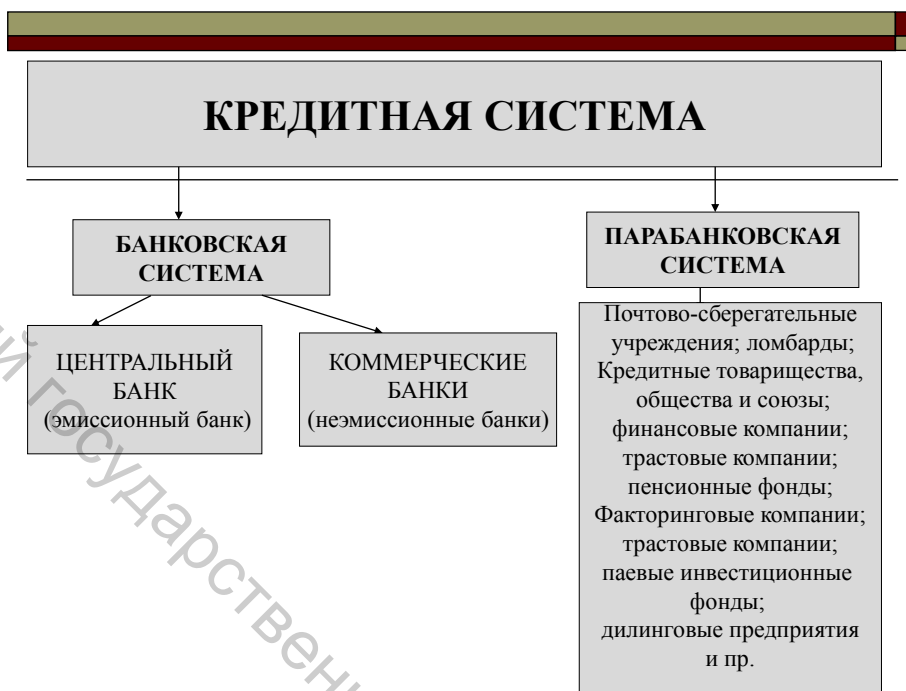 КРЕДИТНАЯ СИСТЕМА
БАНКОВСКАЯ
СИСТЕМА
ПАРАБАНКОВСКАЯ
СИСТЕМА
ЦЕНТРАЛЬНЫЙ
БАНК
(эмиссионный банк)
КОММЕРЧЕСКИЕ
БАНКИ
(неэмиссионные банки)
Почтово-сберегательные
учреждения; ломбарды;
Кредитные товарищества,
общества и союзы;
финансовые компании;
трастовые компании;
пенсионные фонды;
Факторинговые компании;
трастовые компании;
паевые инвестиционные
фонды;
дилинговые предприятия
и пр.